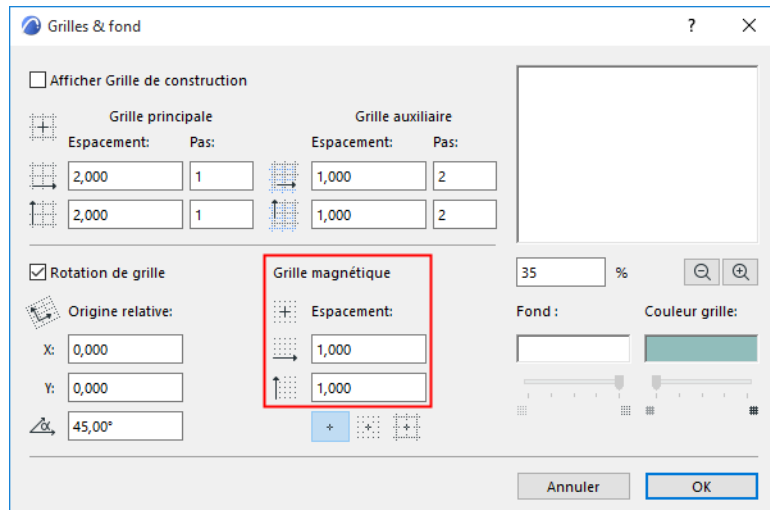 Grilles & fond
Afficher Grille de construction
Grille principale
Grille auxiliaire
Espacement: Pas: Espacement: Pas:
2,000 1 1,000 2
2,000 1 1,000 2
Rotation de grille
Grille magnétique
35 %
Origine relative:
Espacement:
Fond :
Couleur grille:
X: 0,000
1,000
Y: 0,000
1,000
45,00°
Annuler
OK